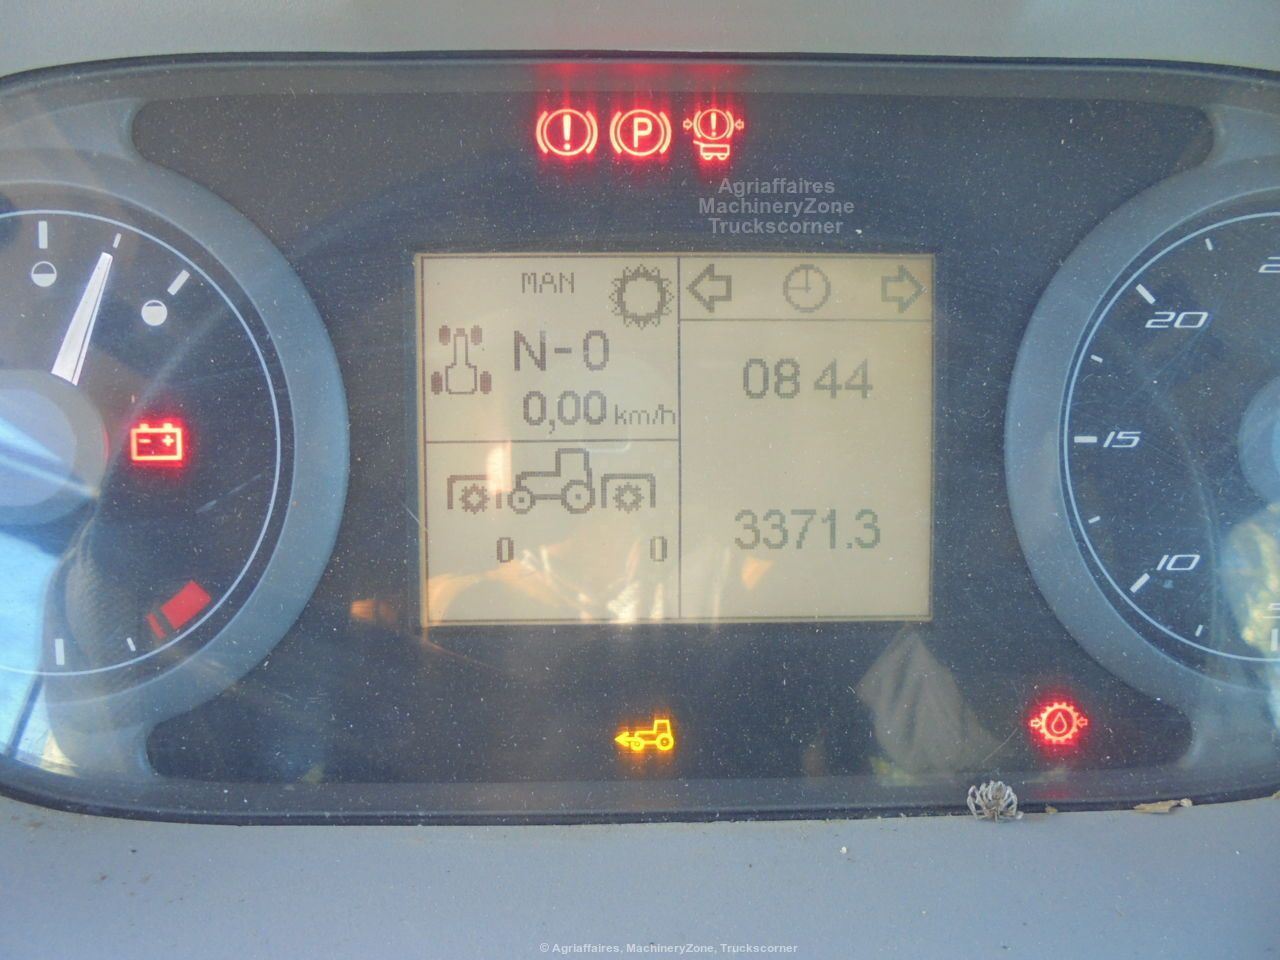 P
Agriaffaires
MachineryZone
Truckscorner
MAN
N-0
0,00 km/h
08 44
3371.3
0
0
20
15
10
© Agriaffaires, MachineryZone, Truckscorner